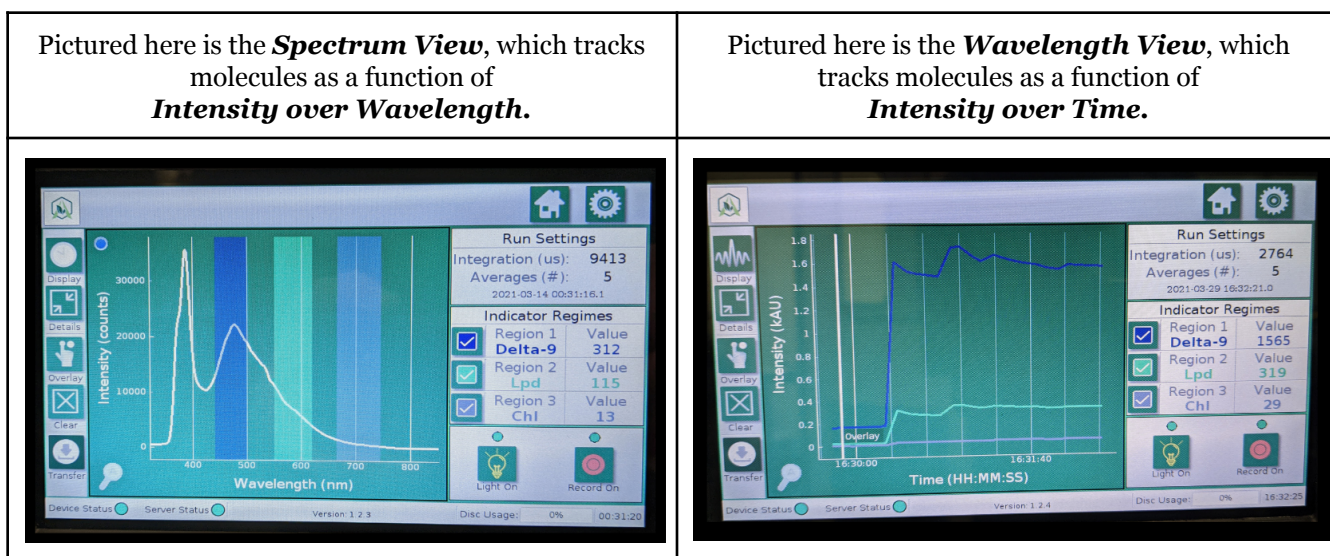 Pictured here is the Spectrum View, which tracks
molecules as a function of
Intensity over Wavelength.
Pictured here is the Wavelength View, which
tracks molecules as a function of
Intensity over Time.
Display
Details
Overlay
Clear
Transfer
Intensity (counts)
30000
20000
10000
0
400 500 600 700 800
Wavelength (nm)
Run Settings
Integration (us): 9413
Averages (#): 5
2021-03-14 00:31:16.1
Indicator Regimes
Region 1 Value
Delta-9 312
Region 2 Value
Lpd 115
Region 3 Value
Chl 13
Light On Record On
Device Status Server Status Version: 1.2.3 Disc Usage: 0% 00:31:20
Display
Details
Overlay
Clear
Transfer
Intensity (kAU)
1.8
1.6
1.4
1.2
1
0.8
0.6
0.4
0.2
0
Overlay
16:30:00 16:31:40
Time (HH:MM:SS)
Run Settings
Integration (us): 2764
Averages (#): 5
2021-03-29 16:32:21.0
Indicator Regimes
Region 1 Value
Delta-9 1565
Region 2 Value
Lpd 319
Region 3 Value
Chl 29
Light On Record On
Device Status Server Status Version: 1.2.4 Disc Usage: 0% 16:32:25